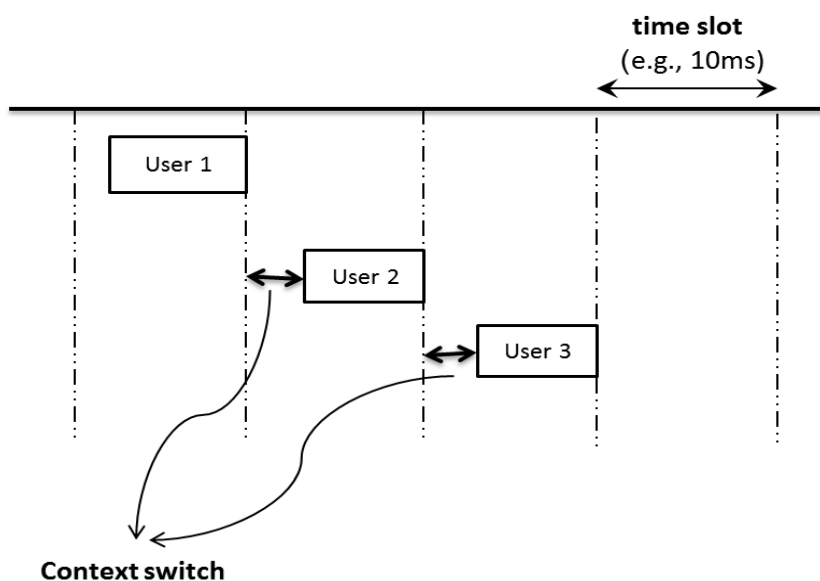 time slot
(e.g., 10ms)
User 1
User 2
User 3
Context switch